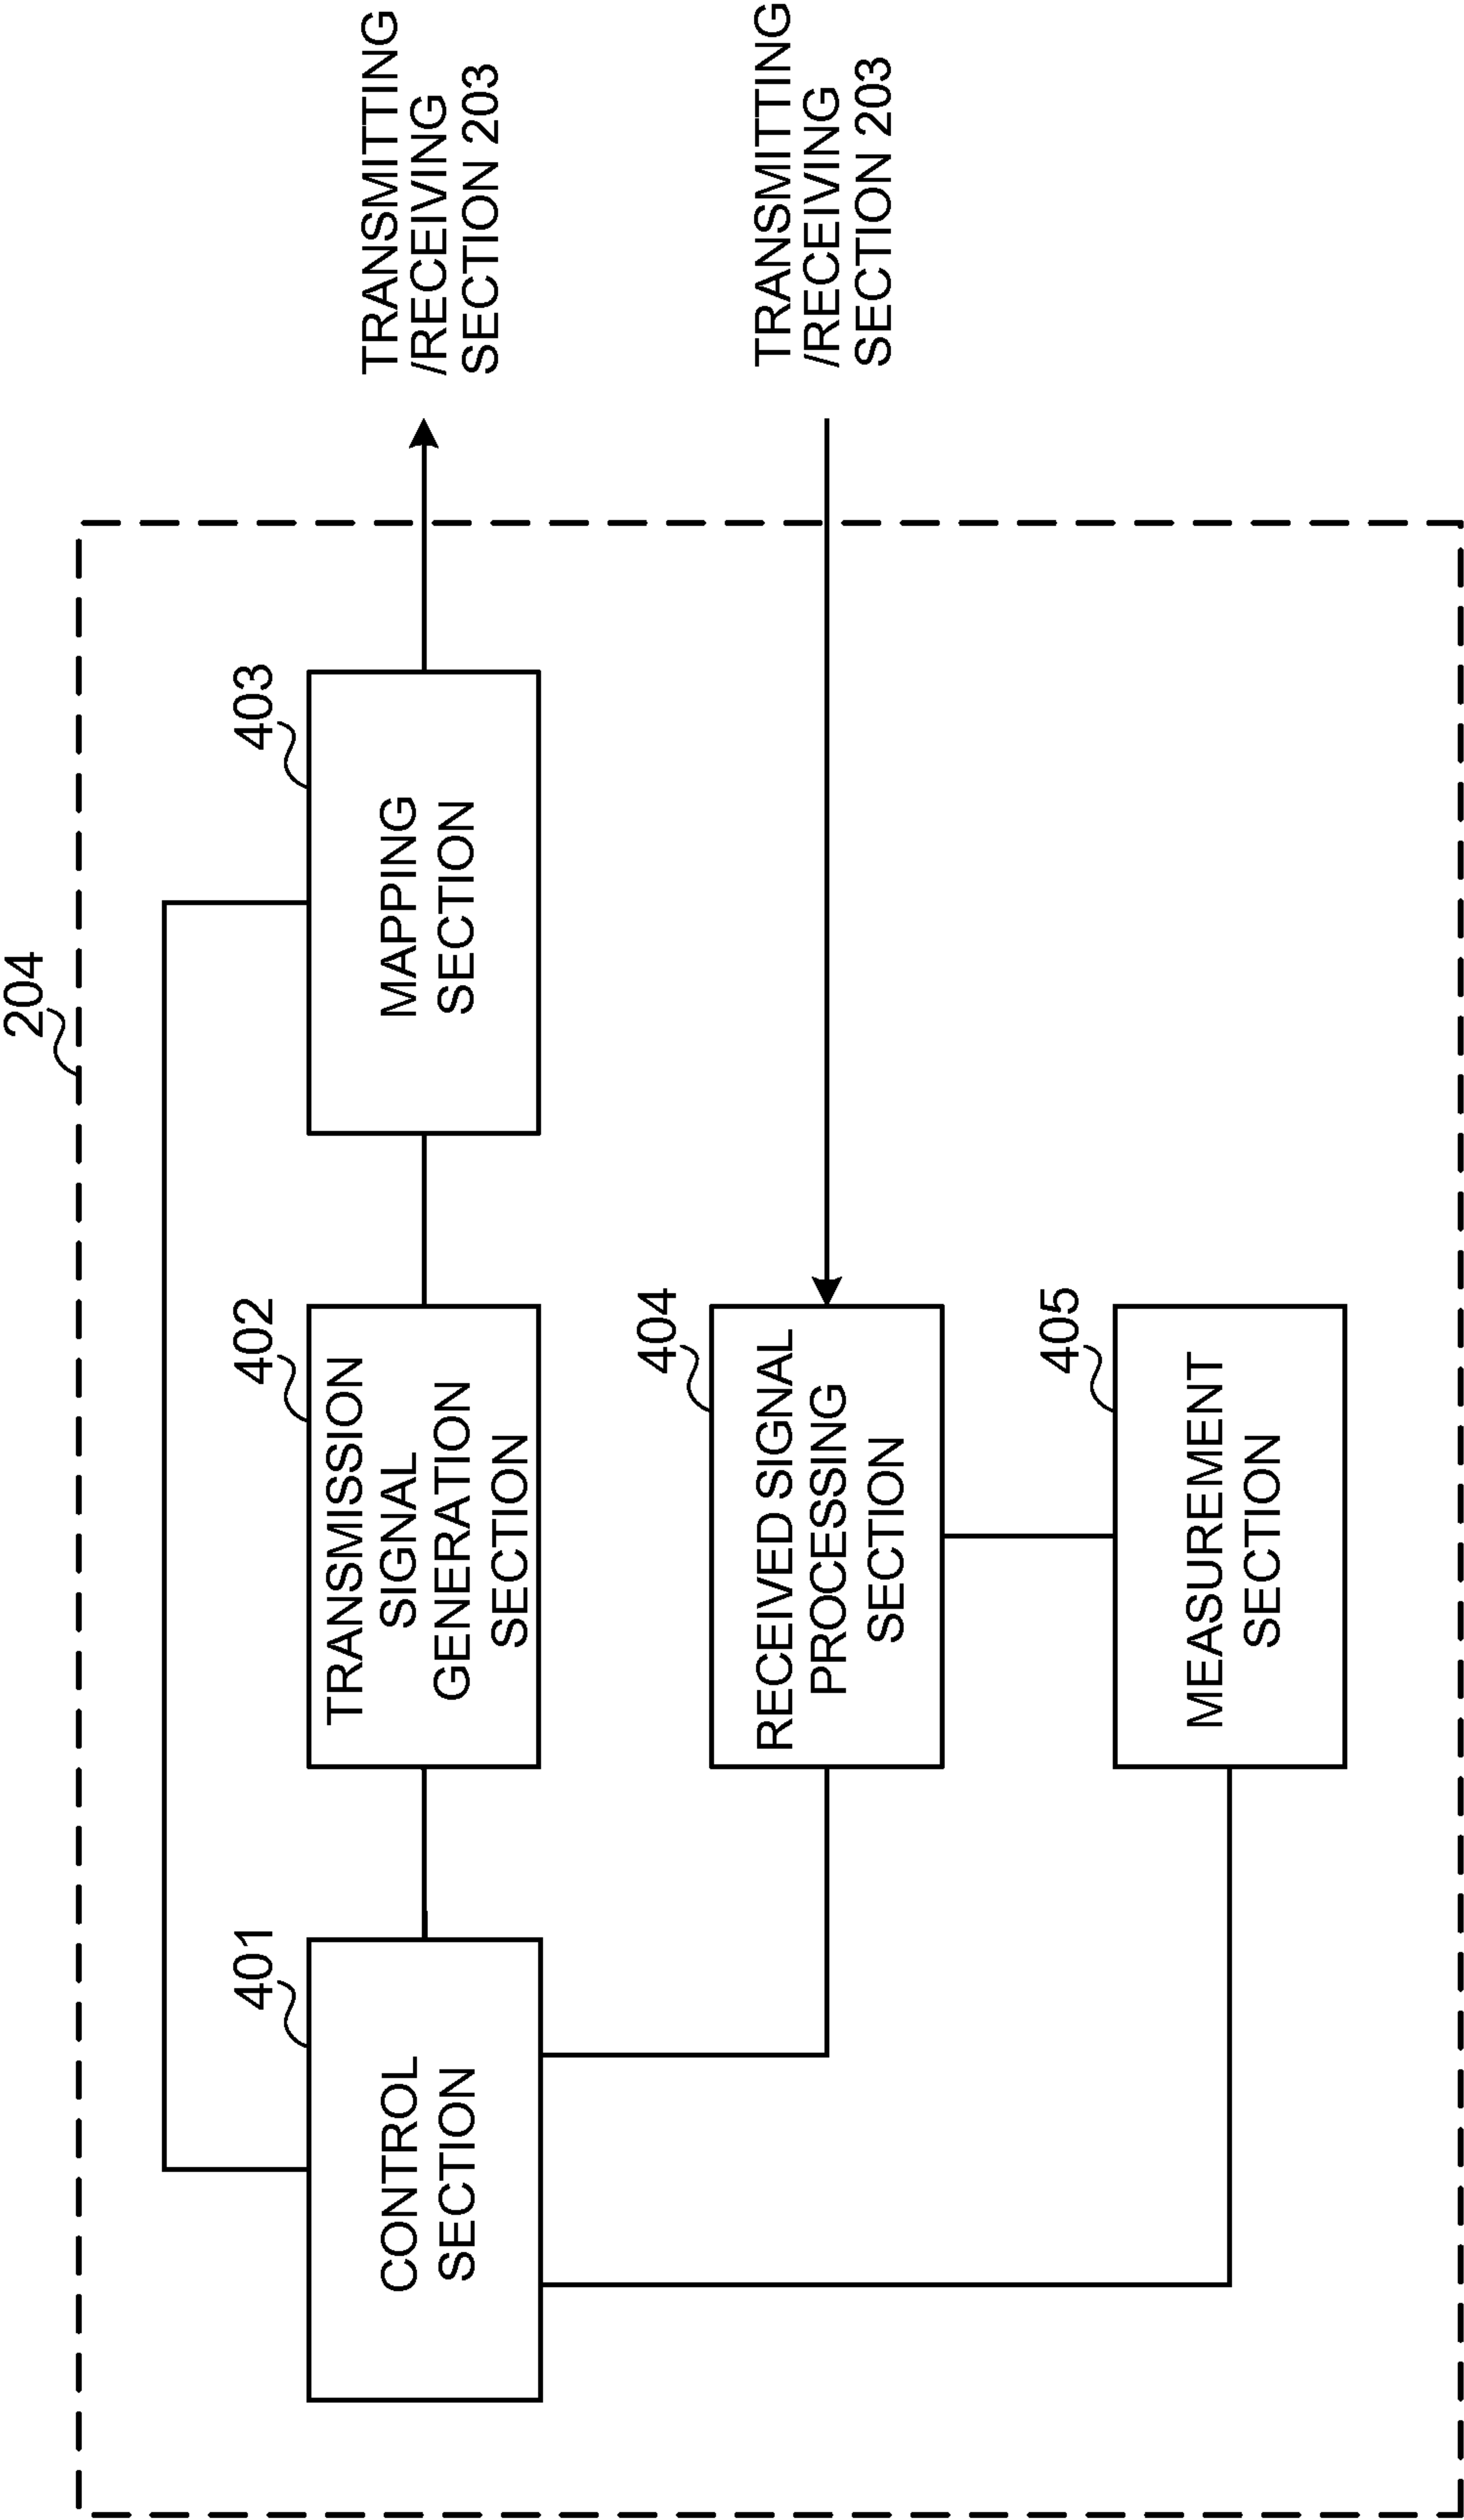 204
401
CONTROL
SECTION
402
TRANSMISSION
SIGNAL
GENERATION
SECTION
403
MAPPING
SECTION
TRANSMITTING
/RECEIVING
SECTION 203
404
RECEIVED SIGNAL
PROCESSING
SECTION
TRANSMITTING
/RECEIVING
SECTION 203
405
MEASUREMENT
SECTION